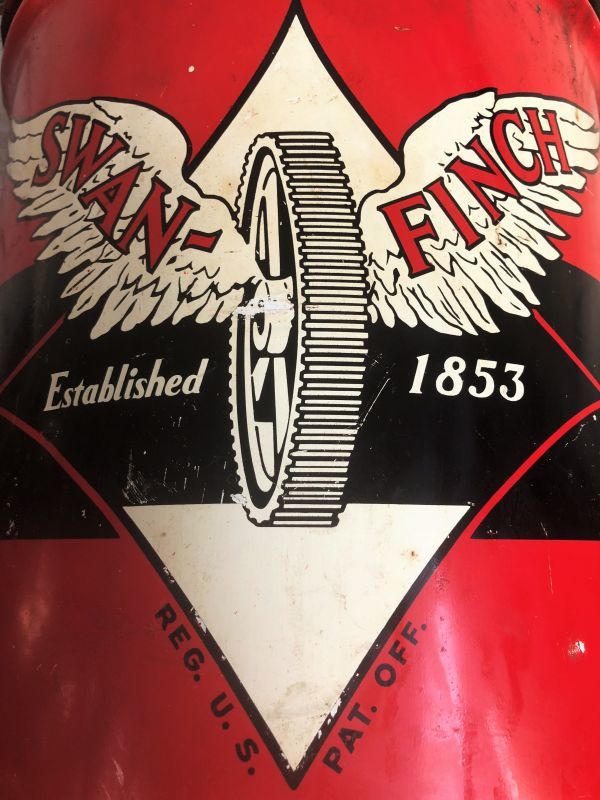 SWAN-FINCH
Established 1853
REG. U. S. PAT. OFF.